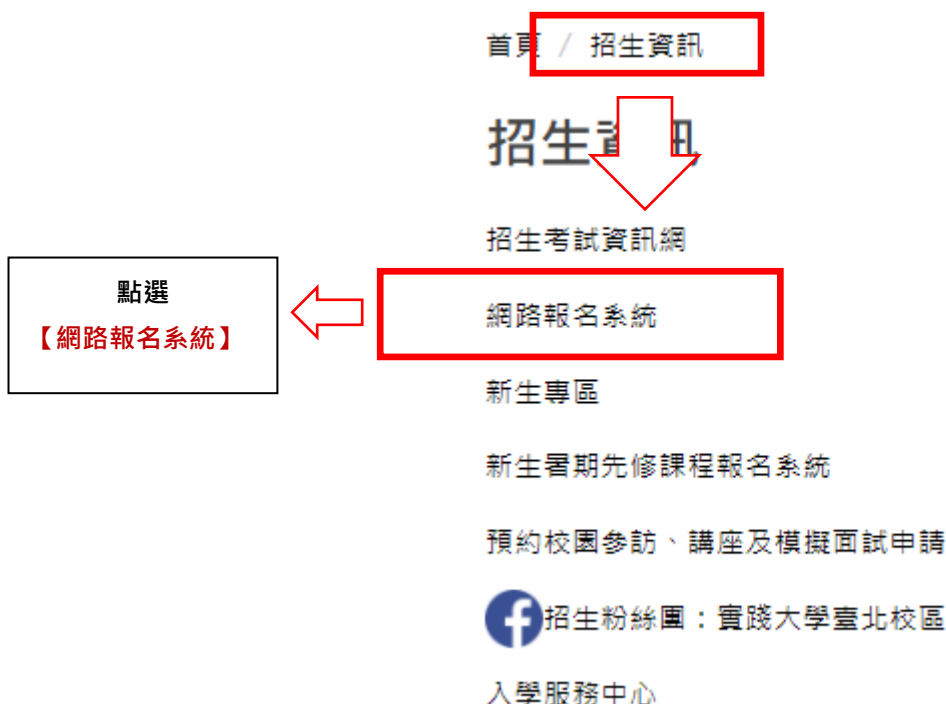 首頁 / 招生資訊
招生資訊
招生考試資訊網
點選
【網路報名系統】
網路報名系統
新生專區
新生暑期先修課程報名系統
預約校園參訪、講座及模擬面試申請
招生粉絲團：實踐大學臺北校區
入學服務中心